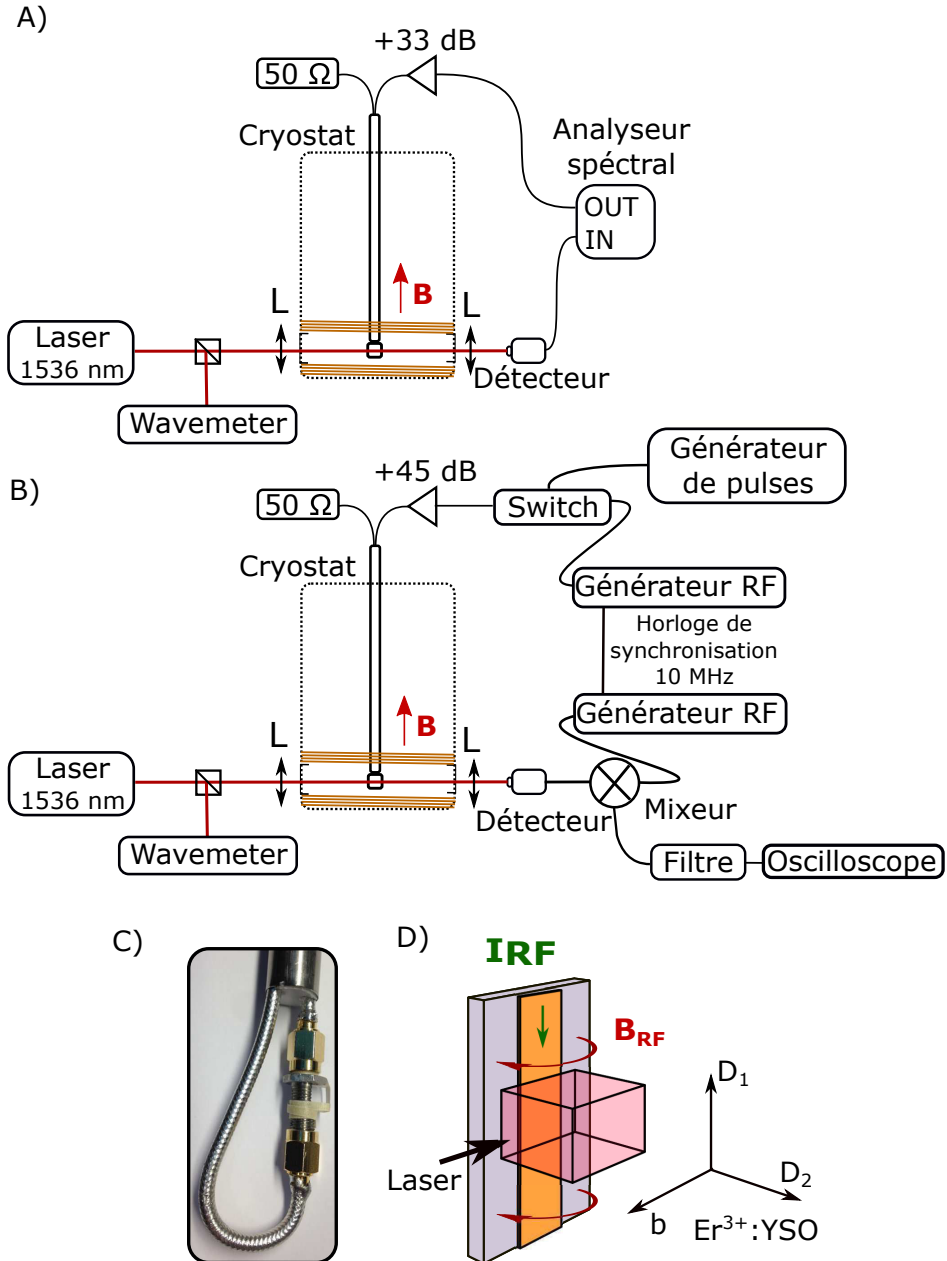 A)
+33 dB
50 Ω
Cryostat
Analyseur
spéctral
OUT
IN
B
L
L
Laser
1536 nm
Détecteur
Wavemeter
B)
+45 dB
Générateur
de pulses
50 Ω
Switch
Cryostat
Générateur RF
Horloge de
synchronisation
10 MHz
B
Générateur RF
L
L
Laser
1536 nm
Détecteur
Mixeur
Wavemeter
Filtre
Oscilloscope
C)
D)
IRF
BRF
D1
Laser
D2
b
Er³⁺:YSO